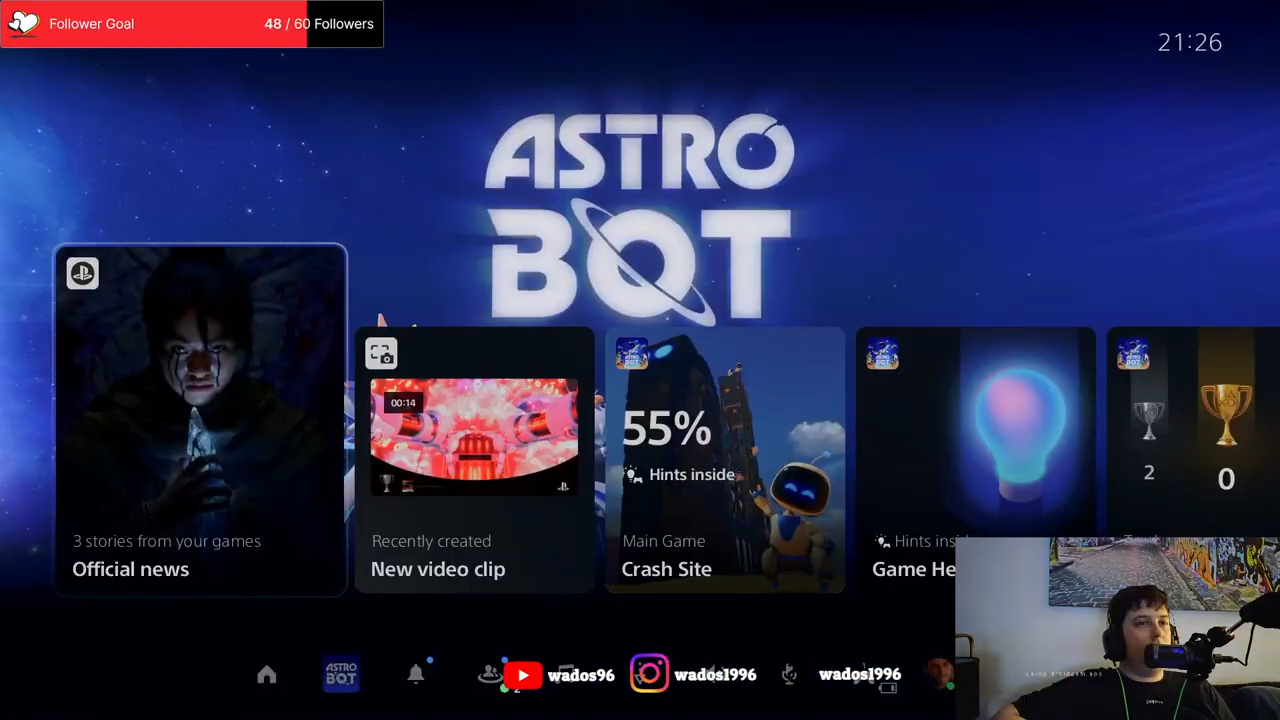 Follower Goal
48 / 60 Followers
21:26
ASTRO
BOT
00:14
55%
Hints inside
3 stories from your games
Official news
Recently created
New video clip
Main Game
Crash Site
Hints
Game He
2
0
ASTRO
BOT
wados96
wados1996
wados1996